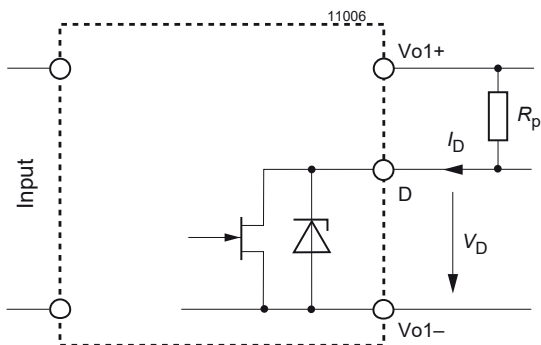 11006
Vo1+
Rp
ID
Input
D
VD
Vo1–